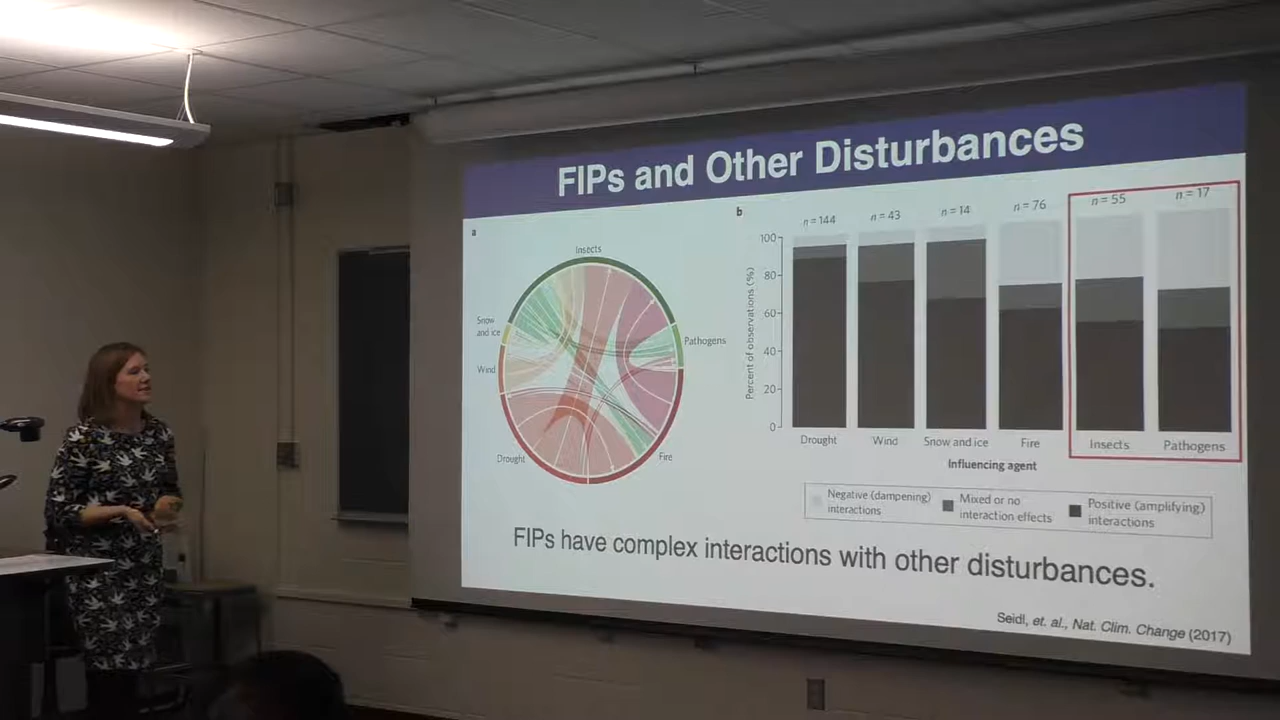 FIPs and Other Disturbances
a
Insects
Snow
and ice
Wind
Drought
Fire
Pathogens
b
n = 144
n = 43
n = 14
n = 76
n = 55
n = 17
Percent of observations (%)
100
80
60
40
20
0
Drought
Wind
Snow and ice
Fire
Insects
Pathogens
Influencing agent
Negative (dampening)
interactions
Mixed or no
interaction effects
Positive (amplifying)
interactions
FIPs have complex interactions with other disturbances.
Seidl, et. al., Nat. Clim. Change (2017)